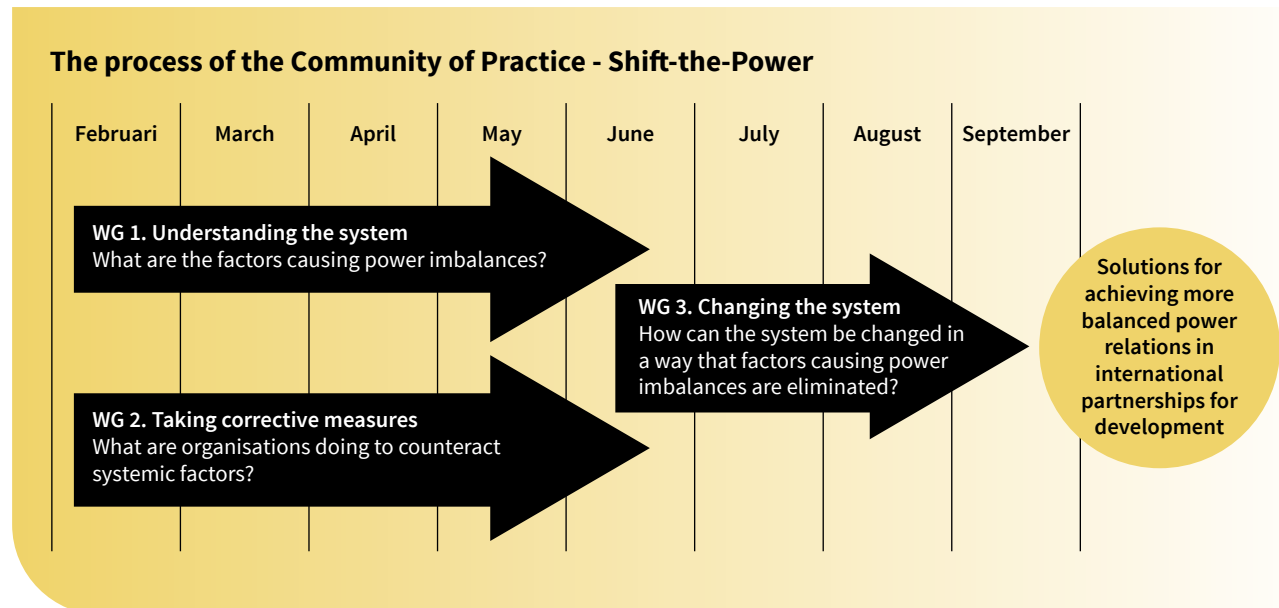 The process of the Community of Practice - Shift-the-Power
Februari
March
April
May
June
July
August
September
WG 1. Understanding the system
What are the factors causing power imbalances?
WG 2. Taking corrective measures
What are organisations doing to counteract
systemic factors?
WG 3. Changing the system
How can the system be changed in
a way that factors causing power
imbalances are eliminated?
Solutions for
achieving more
balanced power
relations in
international
partnerships for
development